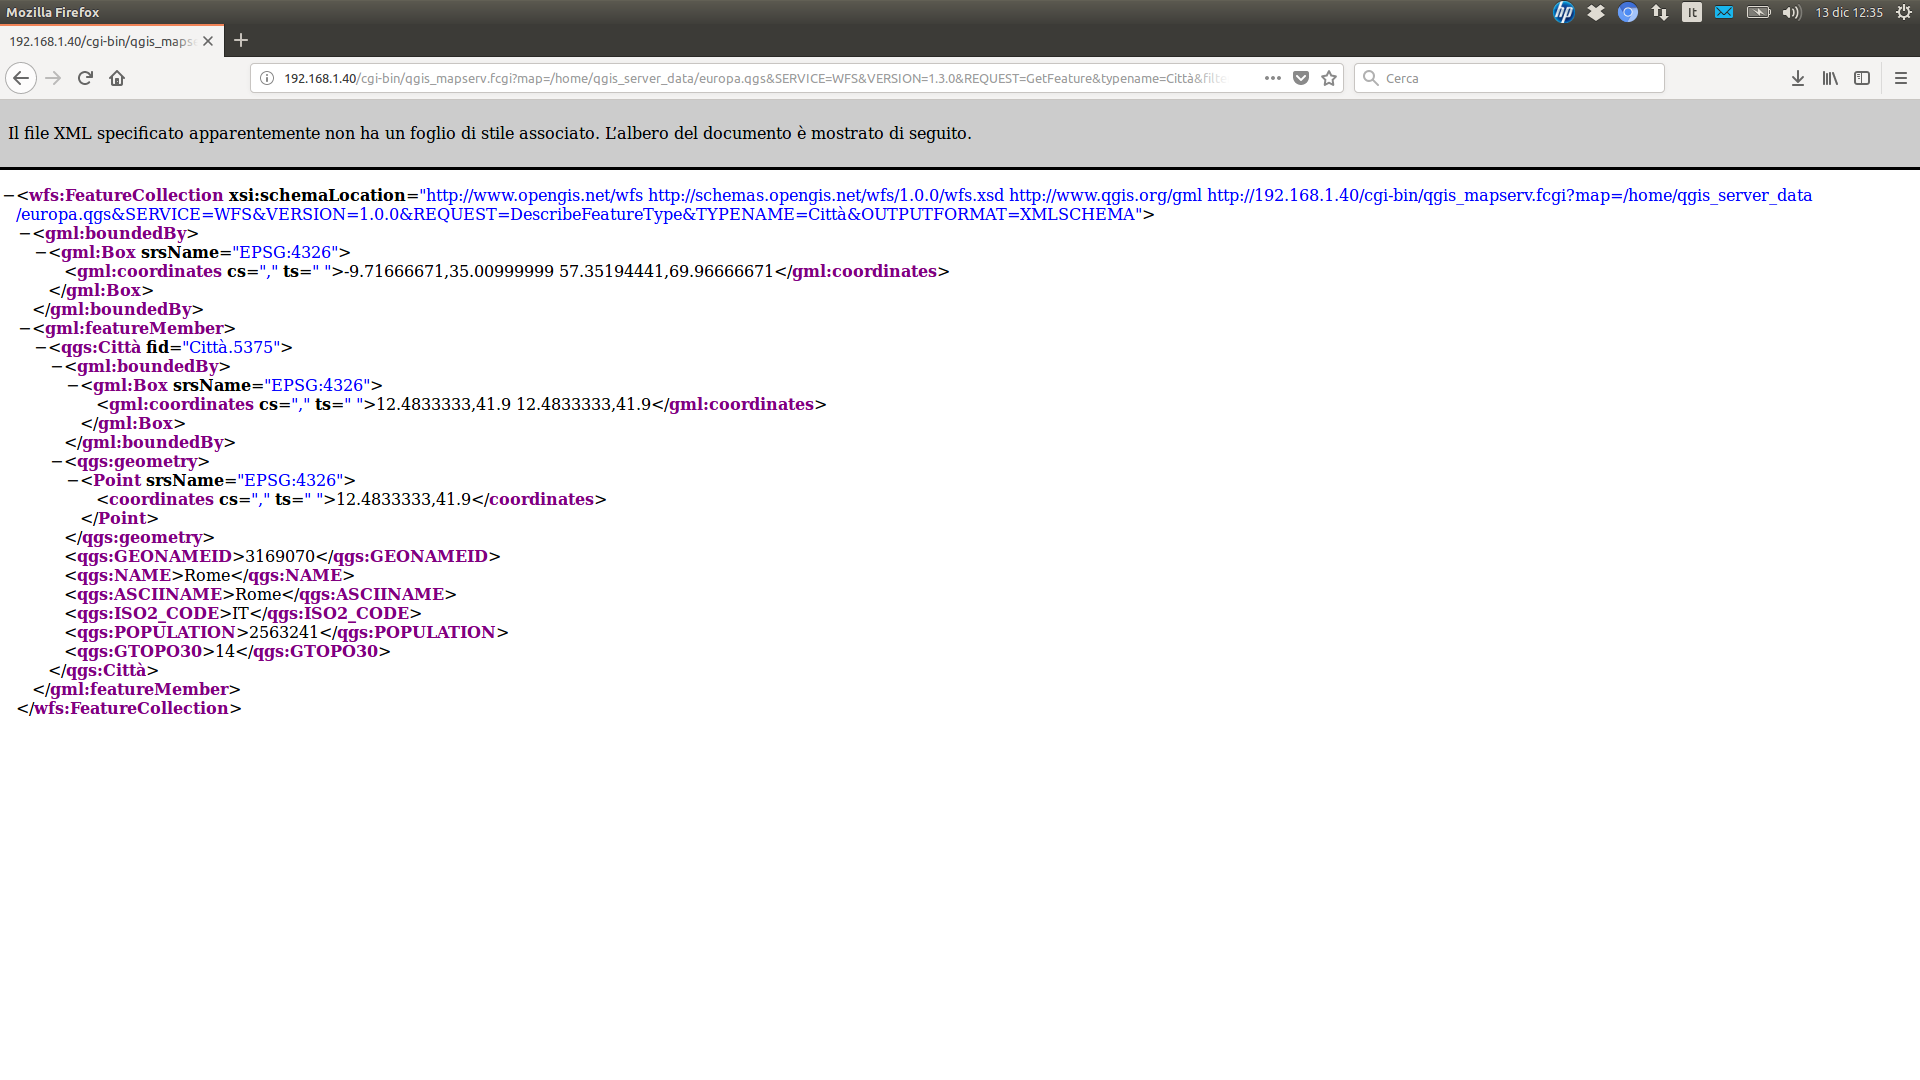 Mozilla Firefox
hp
It
13 dic 12:35
192.168.1.40/cgi-bin/qgis_maps
192.168.1.40/cgi-bin/qgis_mapserv.fcgi?map=/home/qgis_server_data/europa.qgs&SERVICE=WFS&VERSION=1.3.0&REQUEST=GetFeature&typename=Città&filte
Cerca
Il file XML specificato apparentemente non ha un foglio di stile associato. L’albero del documento è mostrato di seguito.
−<wfs:FeatureCollection xsi:schemaLocation="http://www.opengis.net/wfs http://schemas.opengis.net/wfs/1.0.0/wfs.xsd http://www.qgis.org/gml http://192.168.1.40/cgi-bin/qgis_mapserv.fcgi?map=/home/qgis_server_data
/europa.qgs&SERVICE=WFS&VERSION=1.0.0&REQUEST=DescribeFeatureType&TYPENAME=Città&OUTPUTFORMAT=XMLSCHEMA">
−<gml:boundedBy>
−<gml:Box srsName="EPSG:4326">
<gml:coordinates cs="," ts=" ">-9.71666671,35.00999999 57.35194441,69.96666671</gml:coordinates>
</gml:Box>
</gml:boundedBy>
−<gml:featureMember>
−<qgs:Città fid="Città.5375">
−<gml:boundedBy>
−<gml:Box srsName="EPSG:4326">
<gml:coordinates cs="," ts=" ">12.4833333,41.9 12.4833333,41.9</gml:coordinates>
</gml:Box>
</gml:boundedBy>
−<qgs:geometry>
−<Point srsName="EPSG:4326">
<coordinates cs="," ts=" ">12.4833333,41.9</coordinates>
</Point>
</qgs:geometry>
<qgs:GEONAMEID>3169070</qgs:GEONAMEID>
<qgs:NAME>Rome</qgs:NAME>
<qgs:ASCIINAME>Rome</qgs:ASCIINAME>
<qgs:ISO2_CODE>IT</qgs:ISO2_CODE>
<qgs:POPULATION>2563241</qgs:POPULATION>
<qgs:GTOPO30>14</qgs:GTOPO30>
</qgs:Città>
</gml:featureMember>
</wfs:FeatureCollection>